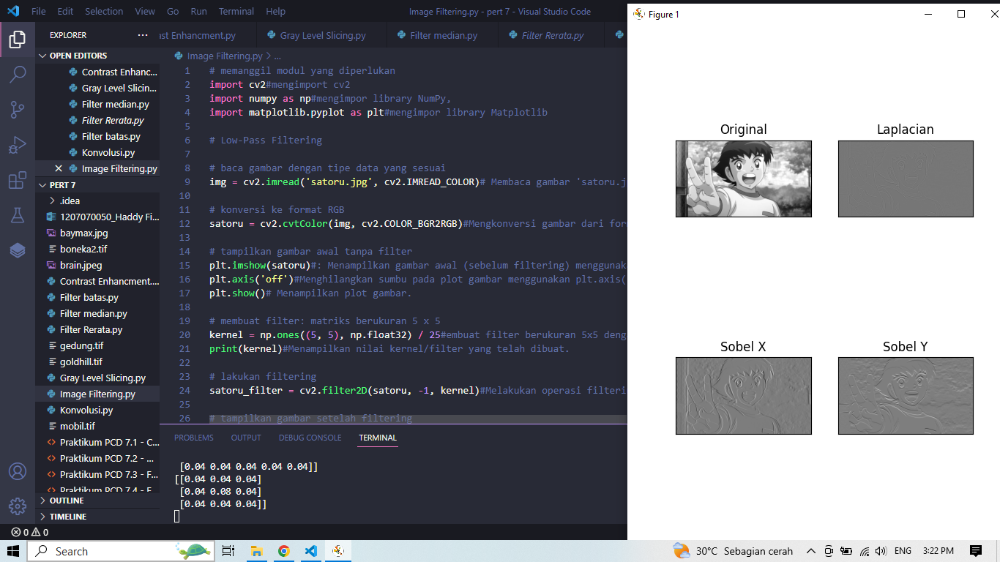 File Edit Selection View Go Run Terminal Help
Image Filtering.py - pert 7 - Visual Studio Code
Figure 1
EXPLORER
ast Enhancment.py Gray Level Slicing.py Filter median.py Filter Rerata.py
OPEN EDITORS
Contrast Enhanc...
Gray Level Slicin...
Filter median.py
Filter Rerata.py
Filter batas.py
Konvolusi.py
Image Filtering.py
PERT 7
.idea
1207070050_Haddy Fi...
baymax.jpg
boneka2.tif
brain.jpeg
Contrast Enhancment....
Filter batas.py
Filter median.py
Filter Rerata.py
gedung.tif
goldhill.tif
Gray Level Slicing.py
Image Filtering.py
Konvolusi.py
mobil.tif
Praktikum PCD 7.1 - C...
Praktikum PCD 7.2 - ...
Praktikum PCD 7.3 - F...
Praktikum PCD 7.4 - F...
OUTLINE
TIMELINE
Image Filtering.py > ...
1 # memanggil modul yang diperlukan
2 import cv2#mengimport cv2
3 import numpy as np#mengimpor library NumPy,
4 import matplotlib.pyplot as plt#mengimpor library Matplotlib
5
6 # Low-Pass Filtering
7
8 # baca gambar dengan tipe data yang sesuai
9 img = cv2.imread('satoru.jpg', cv2.IMREAD_COLOR)# Membaca gambar 'satoru.j
10
11 # konversi ke format RGB
12 satoru = cv2.cvtColor(img, cv2.COLOR_BGR2RGB)#Mengkonversi gambar dari for
13
14 # tampilkan gambar awal tanpa filter
15 plt.imshow(satoru)#: Menampilkan gambar awal (sebelum filtering) menggunak
16 plt.axis('off')#Menghilangkan sumbu pada plot gambar menggunakan plt.axis(
17 plt.show()# Menampilkan plot gambar.
18
19 # membuat filter: matriks berukuran 5 x 5
20 kernel = np.ones((5, 5), np.float32) / 25#embuat filter berukuran 5x5 deng
21 print(kernel)#Menampilkan nilai kernel/filter yang telah dibuat.
22
23 # lakukan filtering
24 satoru_filter = cv2.filter2D(satoru, -1, kernel)#Melakukan operasi filteri
25
26 # tampilkan gambar setelah filtering
PROBLEMS OUTPUT DEBUG CONSOLE TERMINAL
[0.04 0.04 0.04 0.04 0.04]]
[[0.04 0.04 0.04]
[0.04 0.08 0.04]
[0.04 0.04 0.04]]
Original Laplacian
Sobel X Sobel Y
0 0
Search
30°C Sebagian cerah ENG 3:22 PM